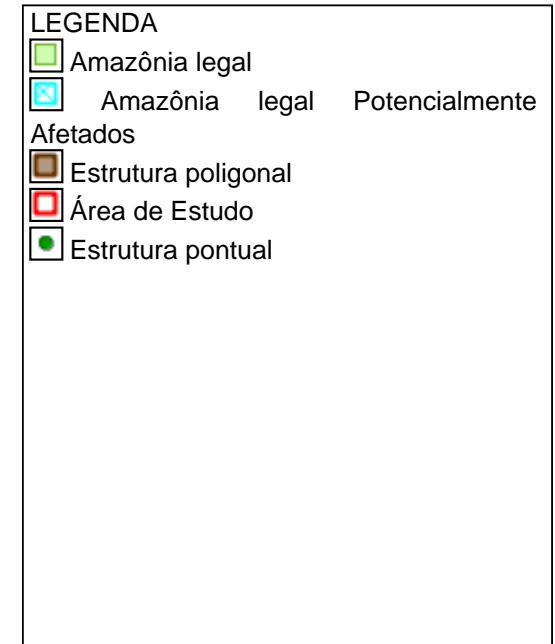 LEGENDA
Amazônia legal
Amazônia legal Potencialmente
Afetados
Estrutura poligonal
Área de Estudo
Estrutura pontual